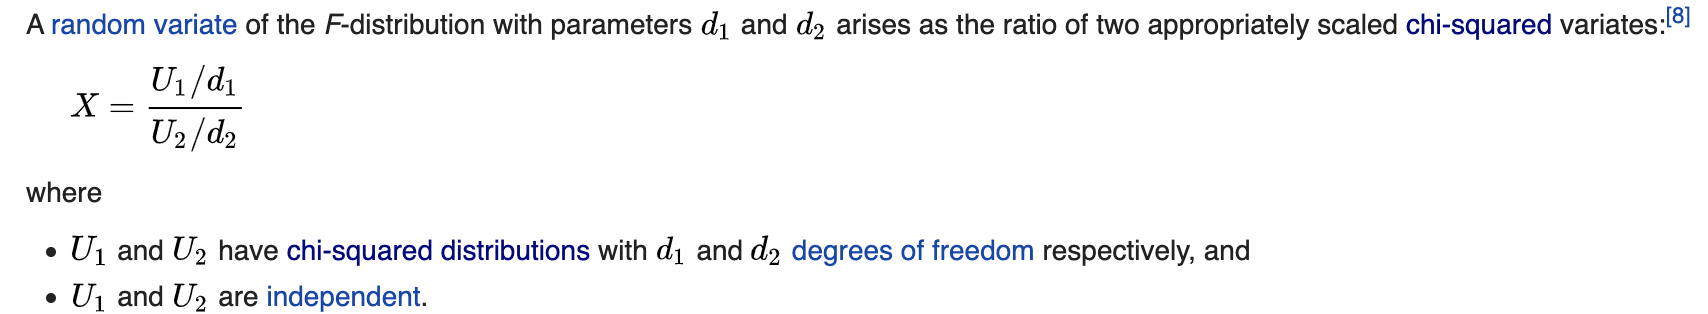 A random variate of the F-distribution with parameters d₁ and d₂ arises as the ratio of two appropriately scaled chi-squared variates:[8]
X = (U₁/d₁)/(U₂/d₂)
where
• U₁ and U₂ have chi-squared distributions with d₁ and d₂ degrees of freedom respectively, and
• U₁ and U₂ are independent.